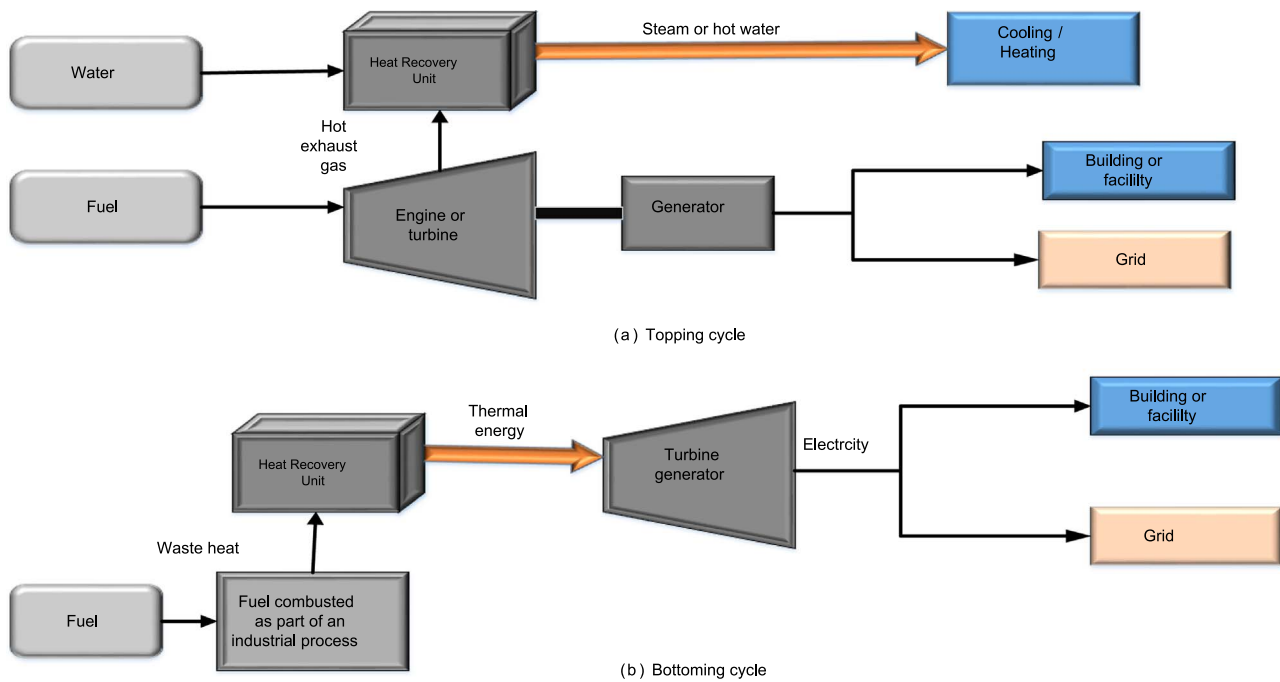 Water
Heat Recovery
Unit
Steam or hot water
Cooling /
Heating
Hot
exhaust
gas
Fuel
Engine or
turbine
Generator
Building or
facililty
Grid
(a) Topping cycle
Heat Recovery
Unit
Thermal
energy
Turbine
generator
Electrcity
Building or
facililty
Grid
Waste heat
Fuel
Fuel combusted
as part of an
industrial process
(b) Bottoming cycle